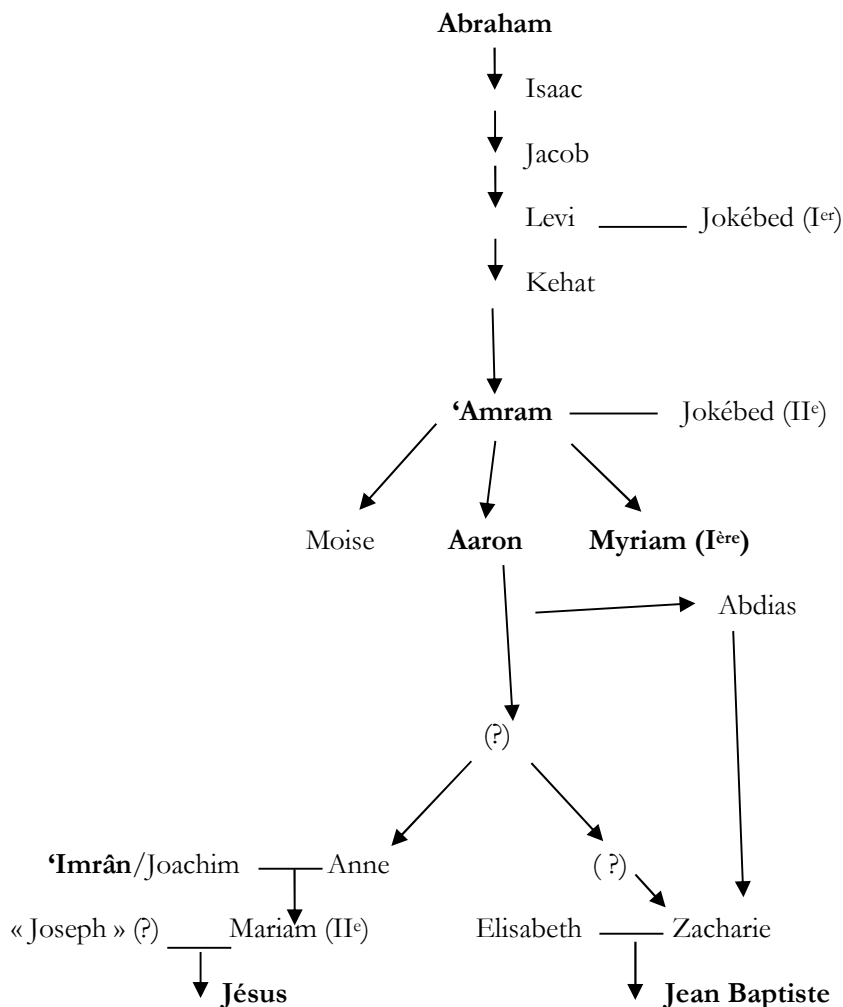 Abraham
Isaac
Jacob
Levi Jokébed (Iᵉʳ)
Kehat
‘Amram Jokébed (IIᵉ)
Moise Aaron Myriam (Iᵉ̀ʳᵉ)
Abdias
(?)
‘Imrân/Joachim Anne ( ?)
« Joseph » (?) Mariam (IIᵉ) Elisabeth Zacharie
Jésus Jean Baptiste